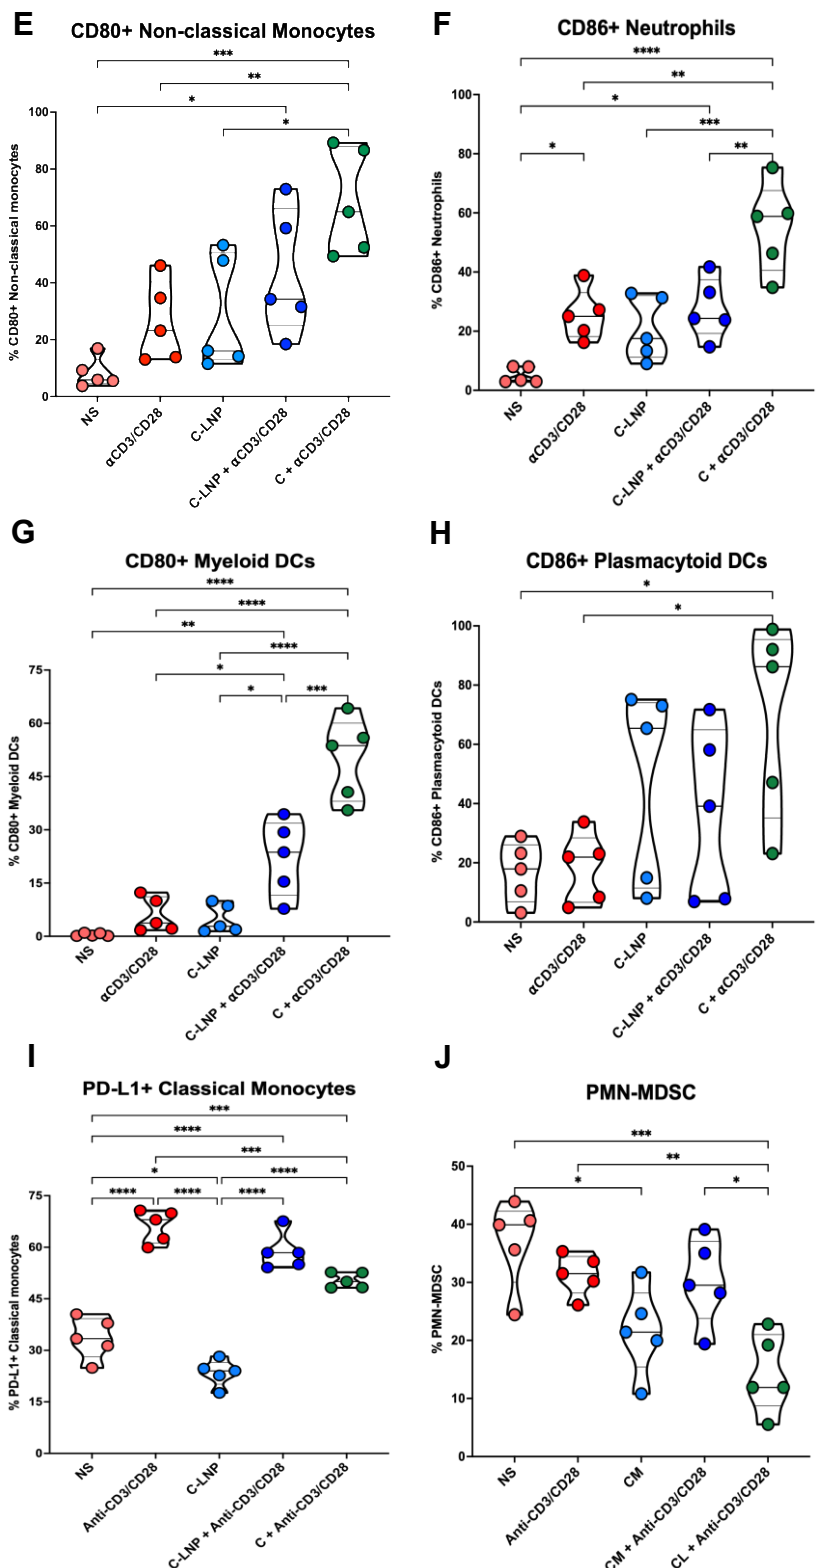 E
CD80+ Non-classical Monocytes
***
**
*
*
% CD80+ Non-classical monocytes
100
80
60
40
20
0
NS
αCD3/CD28
C-LNP
C-LNP + αCD3/CD28
C + αCD3/CD28
F
CD86+ Neutrophils
****
**
*
***
* **
% CD86+ Neutrophils
100
80
60
40
20
0
NS
αCD3/CD28
C-LNP
C-LNP + αCD3/CD28
C + αCD3/CD28
G
CD80+ Myeloid DCs
****
****
**
****
*
* ***
% CD80+ Myeloid DCs
75
60
45
30
15
0
NS
αCD3/CD28
C-LNP
C-LNP + αCD3/CD28
C + αCD3/CD28
H
CD86+ Plasmacytoid DCs
*
*
% CD86+ Plasmacytoid DCs
100
80
60
40
20
0
NS
αCD3/CD28
C-LNP
C-LNP + αCD3/CD28
C + αCD3/CD28
I
PD-L1+ Classical Monocytes
***
****
***
* ****
**** **** ****
% PD-L1+ Classical monocytes
75
60
45
30
15
0
NS
Anti-CD3/CD28
C-LNP
C-LNP + Anti-CD3/CD28
C + Anti-CD3/CD28
J
PMN-MDSC
***
**
* *
% PMN-MDSC
50
40
30
20
10
0
NS
Anti-CD3/CD28
CM
CM + Anti-CD3/CD28
CL + Anti-CD3/CD28